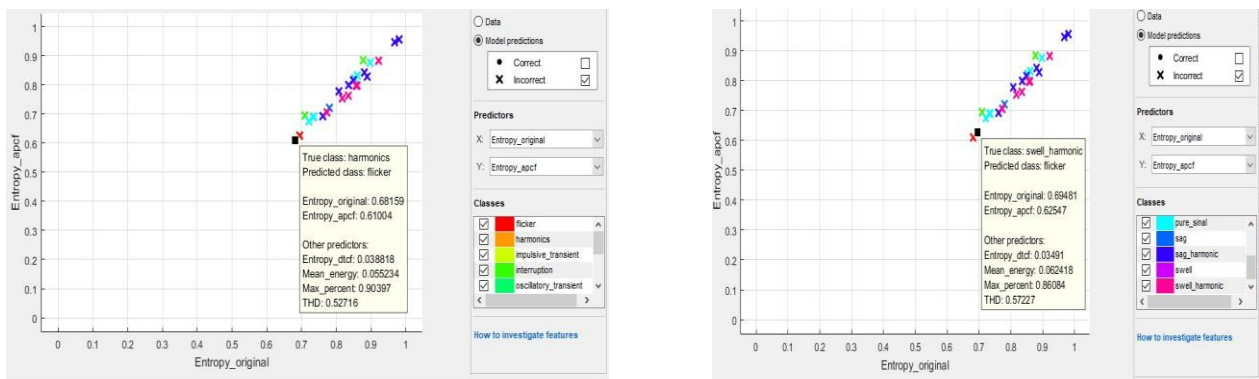 Data
Model predictions
Correct
Incorrect
Predictors
X: Entropy_original
Y: Entropy_apcf
Classes
flicker
harmonics
impulsive_transient
interruption
oscillatory_transient
How to investigate features
1
0.9
0.8
0.7
0.6
0.5
0.4
0.3
0.2
0.1
0
Entropy_apcf
True class: harmonics
Predicted class: flicker
Entropy_original: 0.68159
Entropy_apcf: 0.61004
Other predictors:
Entropy_dtcf: 0.038818
Mean_energy: 0.055234
Max_percent: 0.90397
THD: 0.52716
0 0.1 0.2 0.3 0.4 0.5 0.6 0.7 0.8 0.9 1
Entropy_original
Data
Model predictions
Correct
Incorrect
Predictors
X: Entropy_original
Y: Entropy_apcf
Classes
pure_sinal
sag
sag_harmonic
swell
swell_harmonic
How to investigate features
1
0.9
0.8
0.7
0.6
0.5
0.4
0.3
0.2
0.1
0
Entropy_apcf
True class: swell_harmonic
Predicted class: flicker
Entropy_original: 0.69481
Entropy_apcf: 0.62547
Other predictors:
Entropy_dtcf: 0.03491
Mean_energy: 0.062418
Max_percent: 0.86084
THD: 0.57227
0 0.1 0.2 0.3 0.4 0.5 0.6 0.7 0.8 0.9 1
Entropy_original